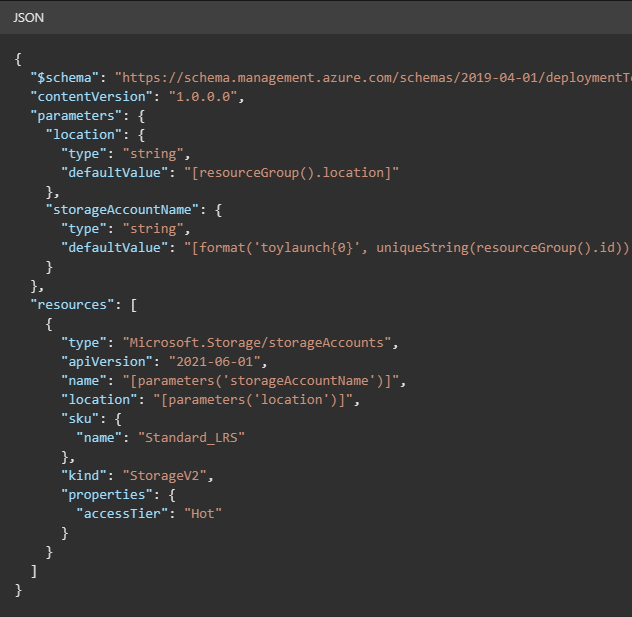 JSON
{
  "$schema": "https://schema.management.azure.com/schemas/2019-04-01/deploymentT
  "contentVersion": "1.0.0.0",
  "parameters": {
    "location": {
      "type": "string",
      "defaultValue": "[resourceGroup().location]"
    },
    "storageAccountName": {
      "type": "string",
      "defaultValue": "[format('toylaunch{0}', uniqueString(resourceGroup().id))
    }
  },
  "resources": [
    {
      "type": "Microsoft.Storage/storageAccounts",
      "apiVersion": "2021-06-01",
      "name": "[parameters('storageAccountName')]",
      "location": "[parameters('location')]",
      "sku": {
        "name": "Standard_LRS"
      },
      "kind": "StorageV2",
      "properties": {
        "accessTier": "Hot"
      }
    }
  ]
}